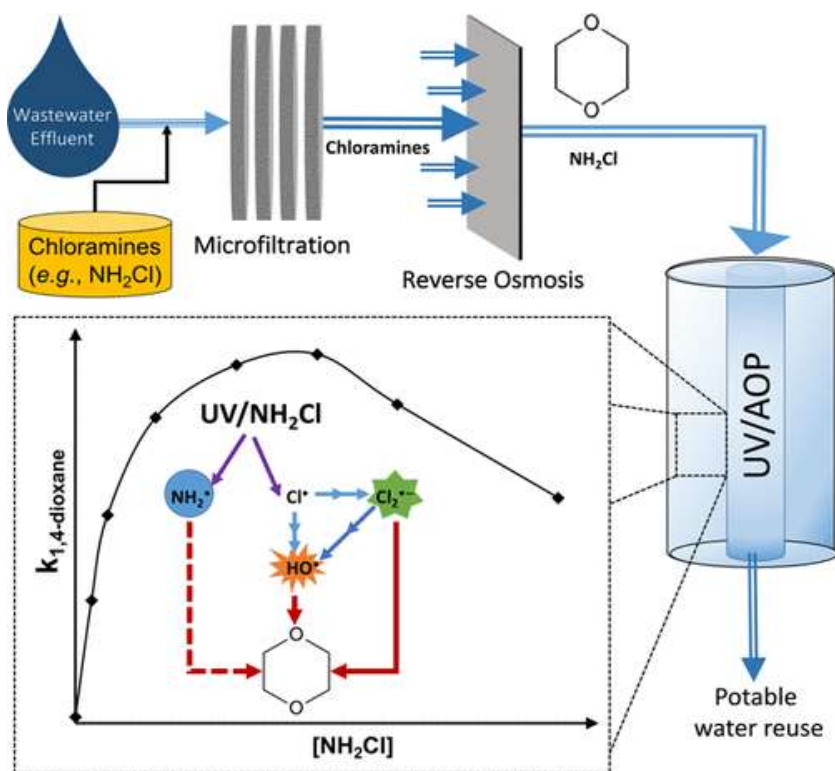 Wastewater
Effluent
Chloramines
(e.g., NH₂Cl)
Microfiltration
Chloramines
Reverse Osmosis
O
O
NH₂Cl
UV/AOP
Potable
water reuse
k₁,₄-dioxane
UV/NH₂Cl
NH₂•
Cl•
Cl₂•−
HO•
O
O
[NH₂Cl]